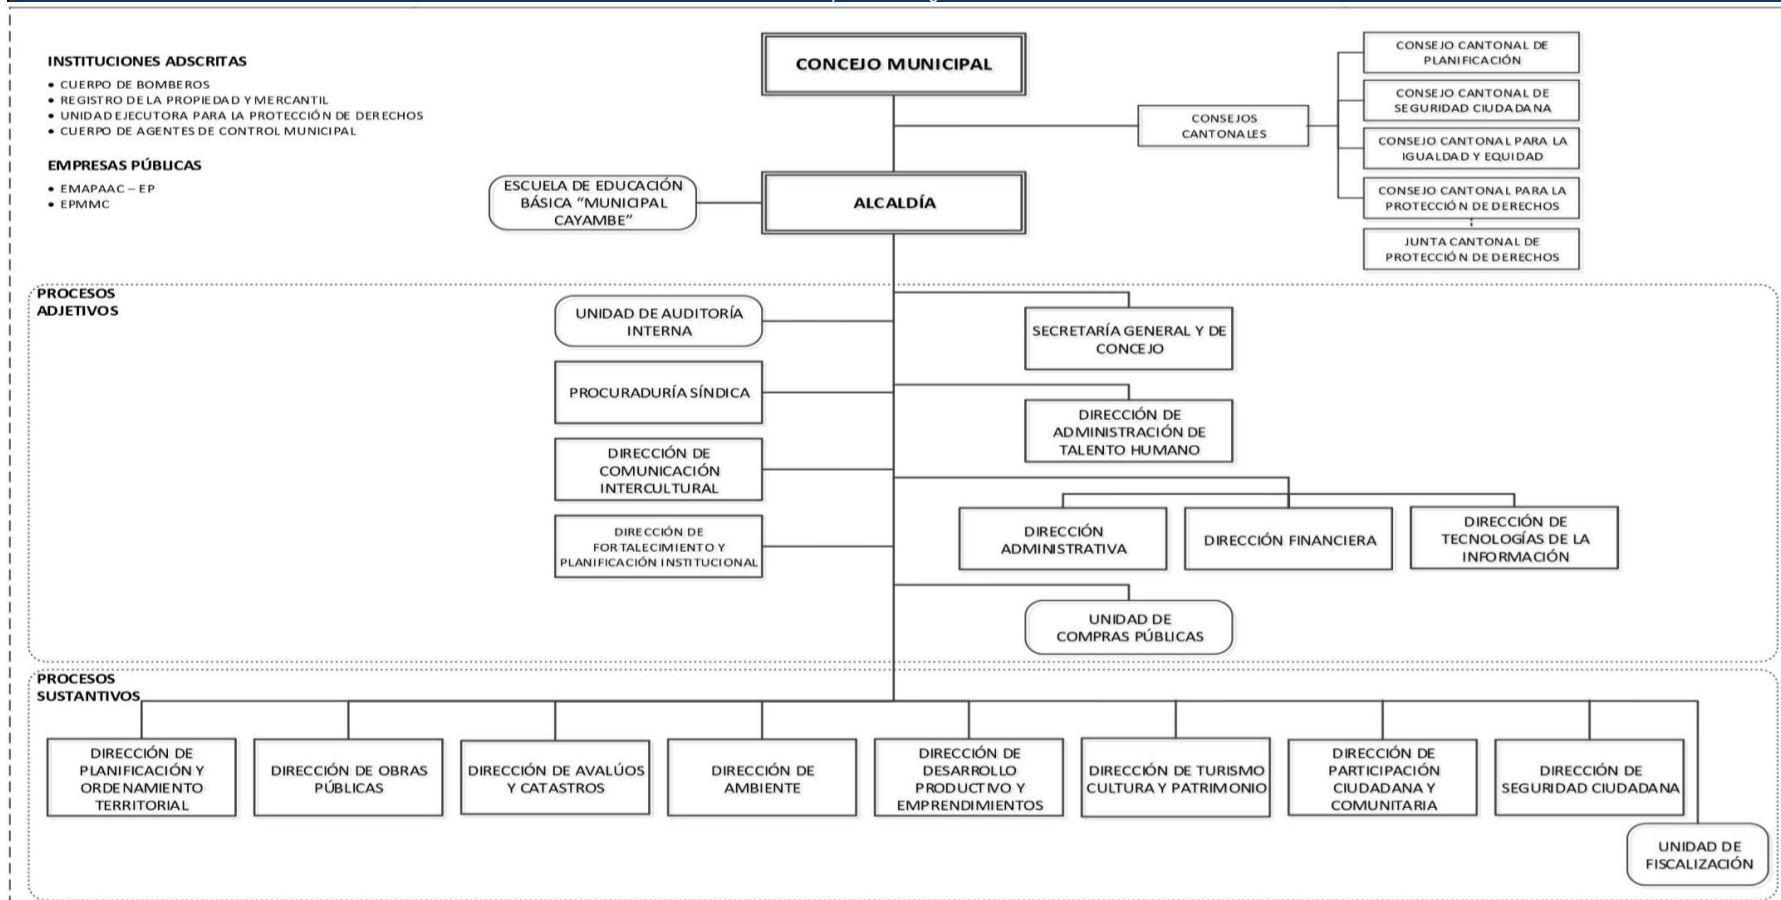 INSTITUCIONES ADSCRITAS
• CUERPO DE BOMBEROS
• REGISTRO DE LA PROPIEDAD Y MERCANTIL
• UNIDAD EJECUTORA PARA LA PROTECCIÓN DE DERECHOS
• CUERPO DE AGENTES DE CONTROL MUNICIPAL
EMPRESAS PÚBLICAS
• EMAPAAC – EP
• EPMMC
CONCEJO MUNICIPAL
CONSEJOS
CANTONALES
CONSEJO CANTONAL DE
PLANIFICACIÓN
CONSEJO CANTONAL DE
SEGURIDAD CIUDADANA
CONSEJO CANTONAL PARA LA
IGUALDAD Y EQUIDAD
CONSEJO CANTONAL PARA LA
PROTECCIÓN DE DERECHOS
JUNTA CANTONAL DE
PROTECCIÓN DE DERECHOS
ESCUELA DE EDUCACIÓN
BÁSICA “MUNICIPAL
CAYAMBE”
ALCALDÍA
PROCESOS
ADJETIVOS
UNIDAD DE AUDITORÍA
INTERNA
SECRETARÍA GENERAL Y DE
CONCEJO
PROCURADURÍA SÍNDICA
DIRECCIÓN DE
ADMINISTRACIÓN DE
TALENTO HUMANO
DIRECCIÓN DE
COMUNICACIÓN
INTERCULTURAL
DIRECCIÓN DE
FORTALECIMIENTO Y
PLANIFICACIÓN INSTITUCIONAL
DIRECCIÓN
ADMINISTRATIVA
DIRECCIÓN FINANCIERA
DIRECCIÓN DE
TECNOLOGÍAS DE LA
INFORMACIÓN
UNIDAD DE
COMPRAS PÚBLICAS
PROCESOS
SUSTANTIVOS
DIRECCIÓN DE
PLANIFICACIÓN Y
ORDENAMIENTO
TERRITORIAL
DIRECCIÓN DE OBRAS
PÚBLICAS
DIRECCIÓN DE AVALÚOS
Y CATASTROS
DIRECCIÓN DE
AMBIENTE
DIRECCIÓN DE
DESARROLLO
PRODUCTIVO Y
EMPRENDIMIENTOS
DIRECCIÓN DE TURISMO
CULTURA Y PATRIMONIO
DIRECCIÓN DE
PARTICIPACIÓN
CIUDADANA Y
COMUNITARIA
DIRECCIÓN DE
SEGURIDAD CIUDADANA
UNIDAD DE
FISCALIZACIÓN